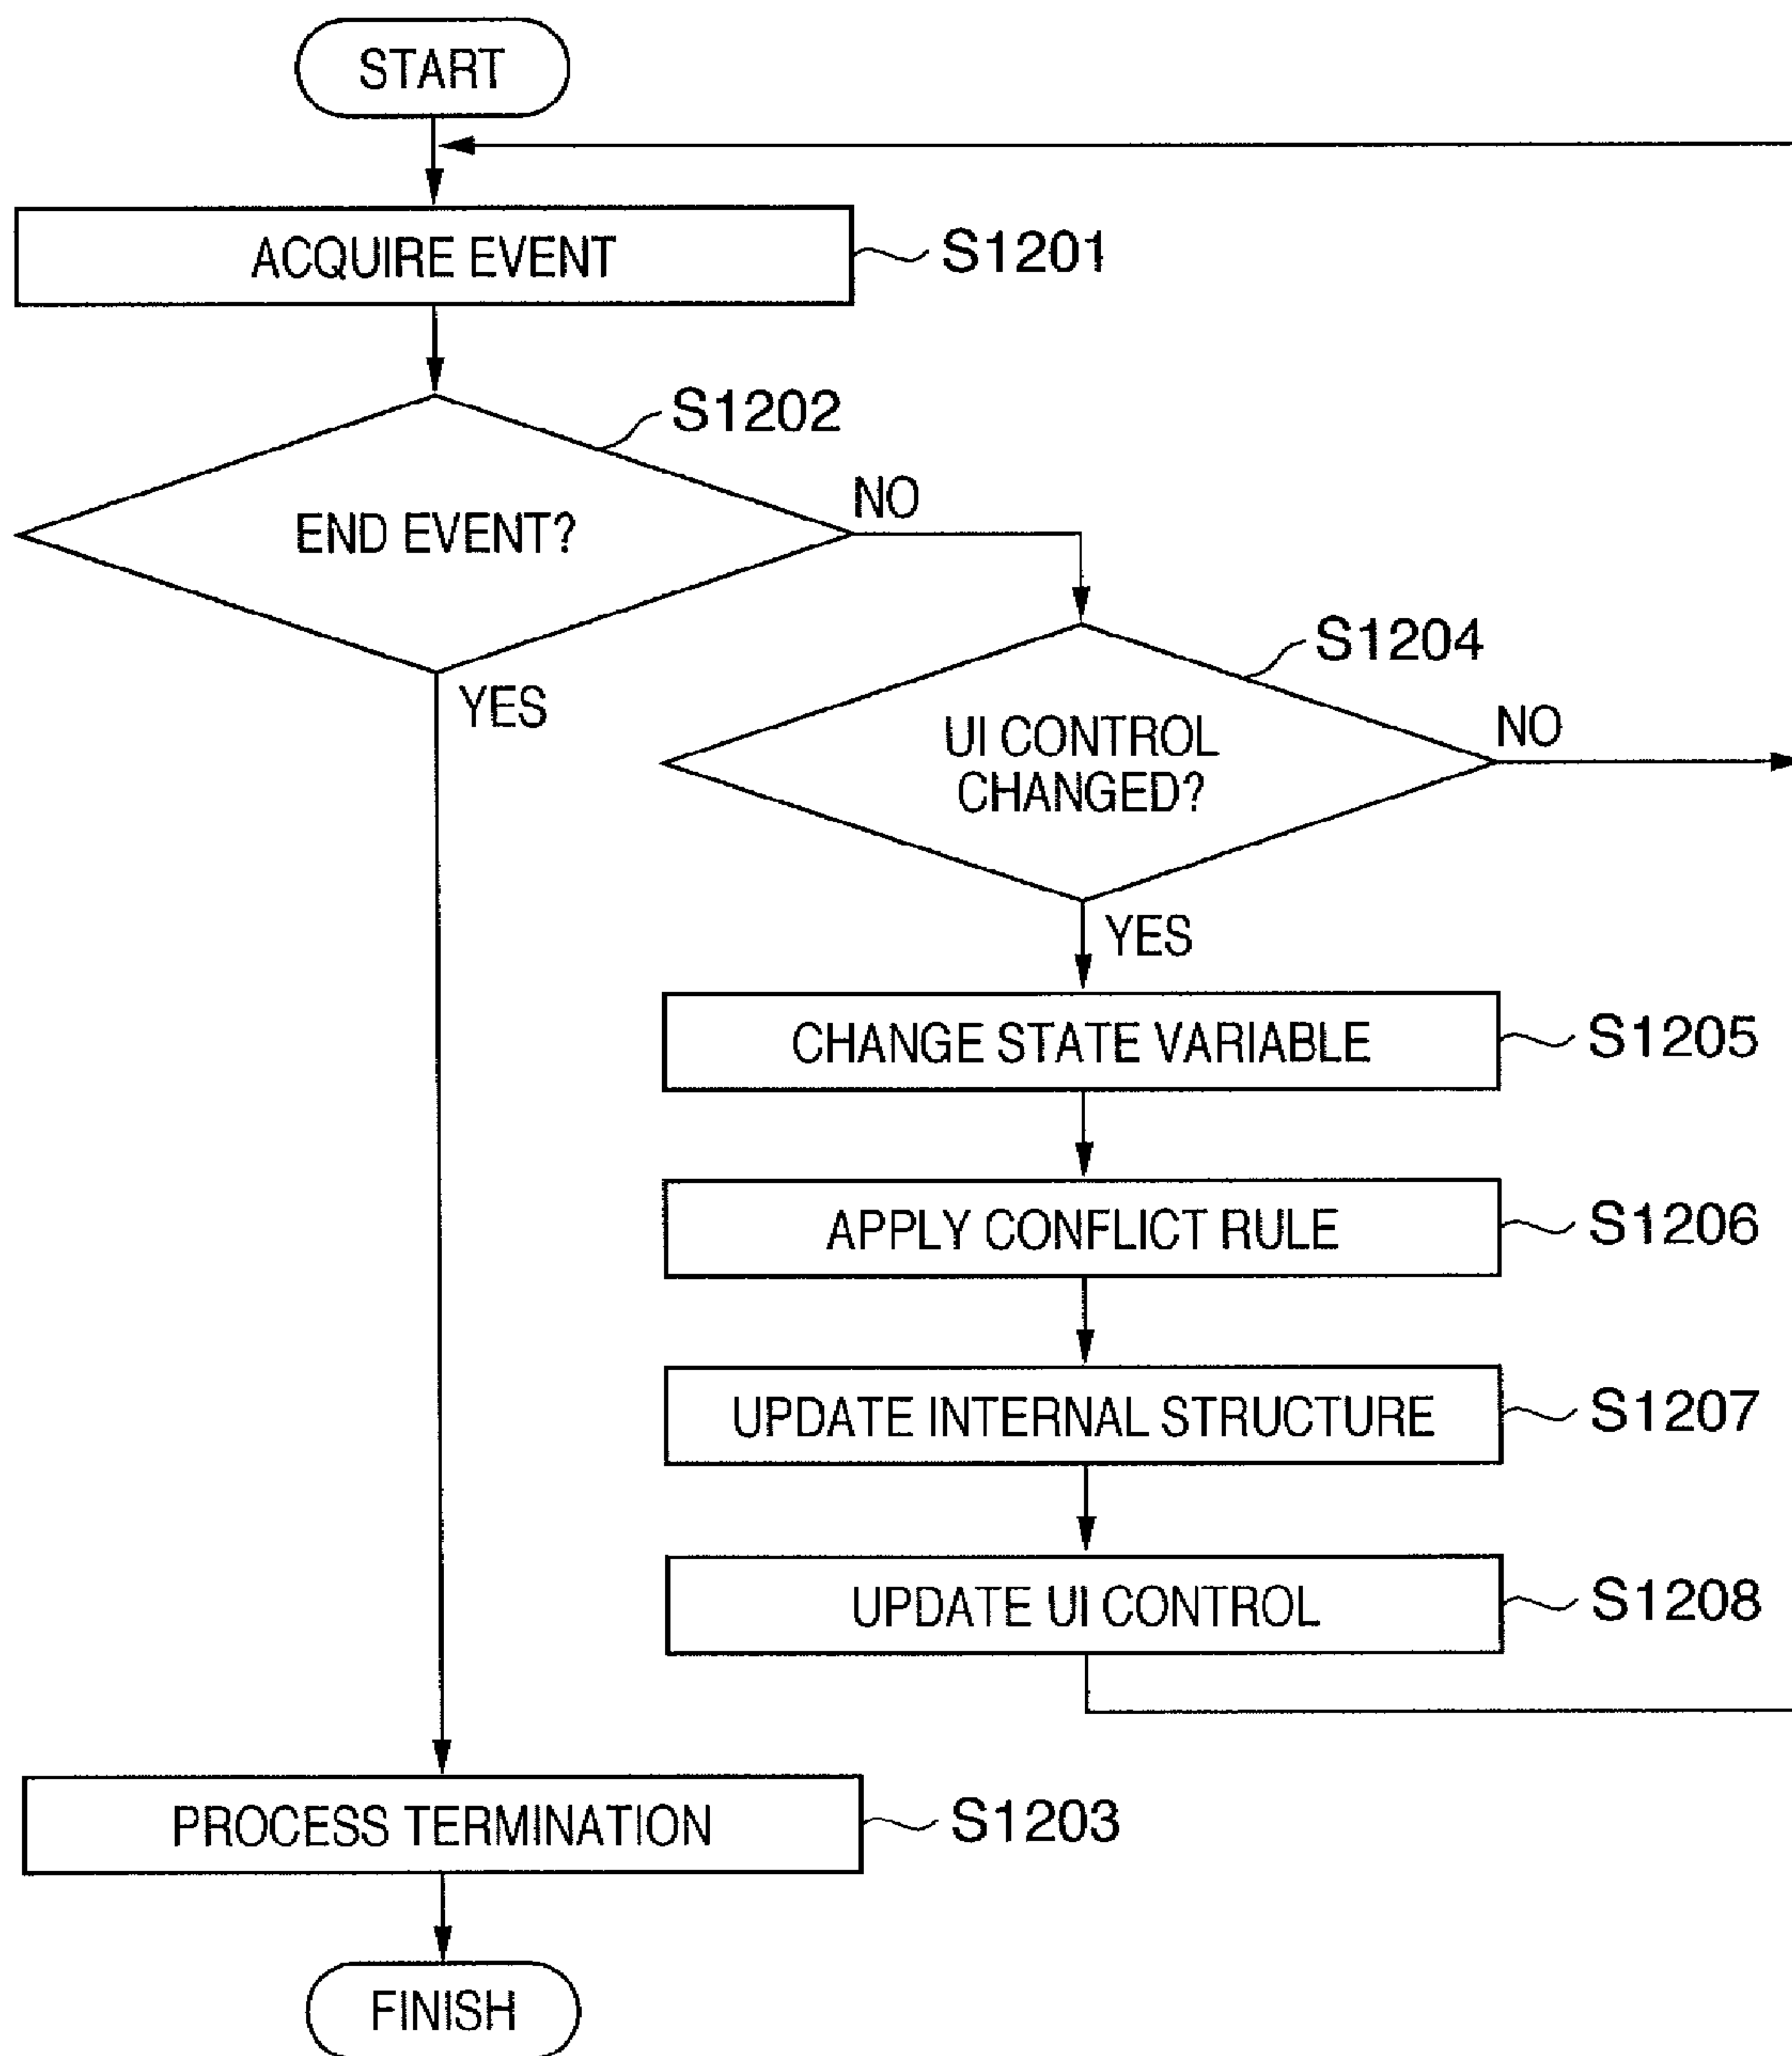 START
ACQUIRE EVENT
S1201
S1202
END EVENT?
NO
YES
S1204
UI CONTROL
CHANGED?
NO
YES
CHANGE STATE VARIABLE
S1205
APPLY CONFLICT RULE
S1206
UPDATE INTERNAL STRUCTURE
S1207
UPDATE UI CONTROL
S1208
PROCESS TERMINATION
S1203
FINISH